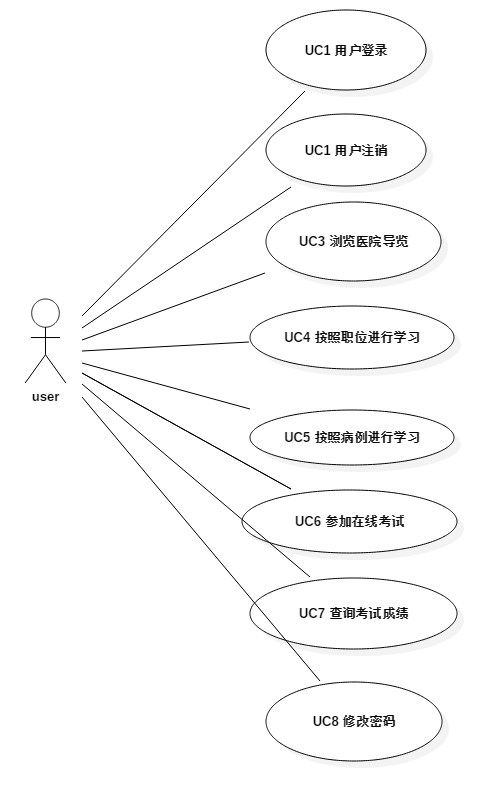 UC1 用户登录
UC1 用户注销
UC3 浏览医院导览
UC4 按照职位进行学习
UC5 按照病例进行学习
UC6 参加在线考试
UC7 查询考试成绩
UC8 修改密码
user